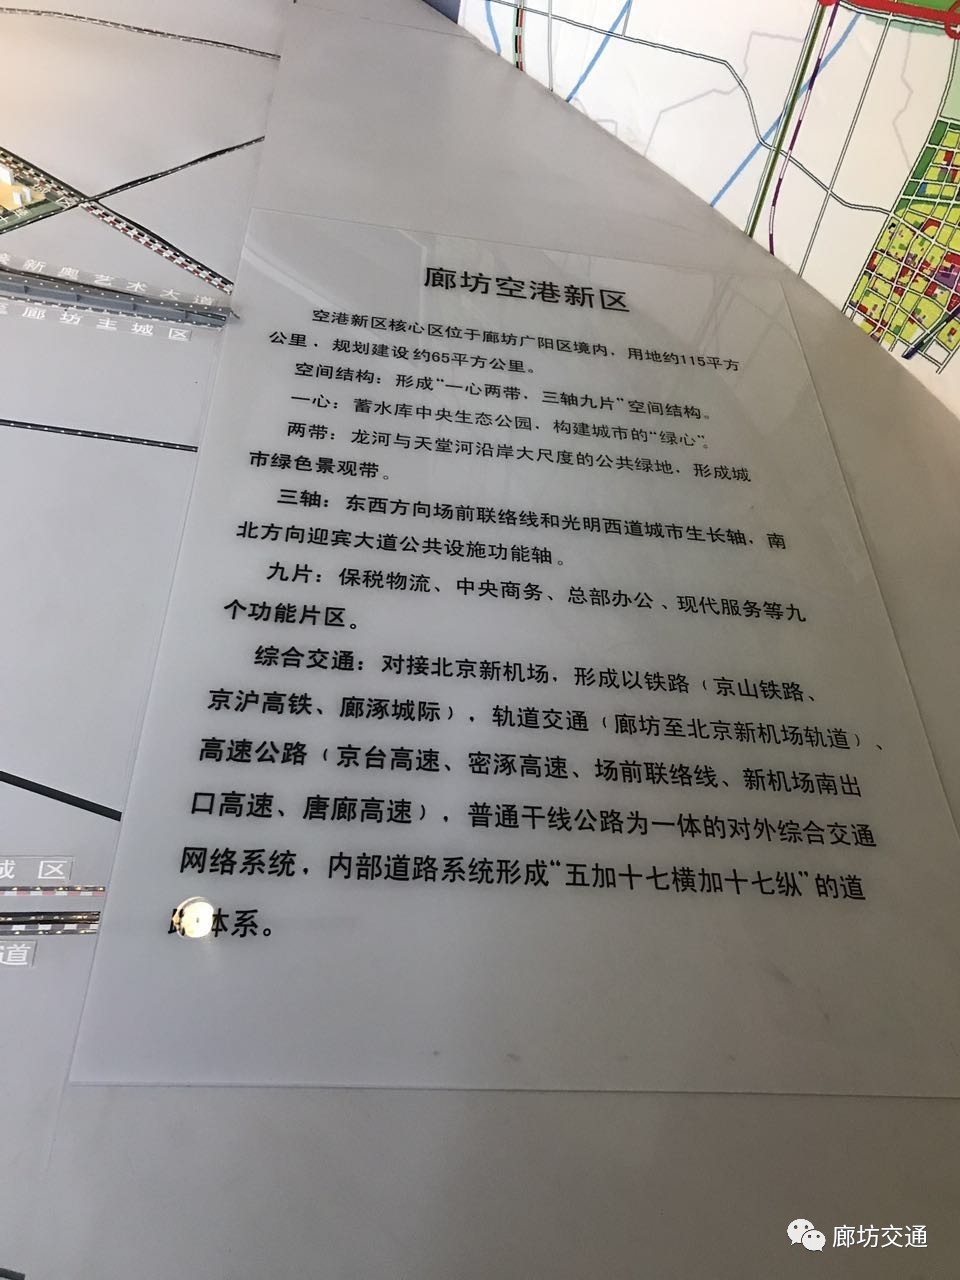 新奥艺术大道
廊坊主城区
廊坊空港新区
空港新区核心区位于廊坊广阳区境内，用地约115平方
公里，规划建设约65平方公里。
空间结构：形成“一心两带，三轴九片”空间结构。
一心：蓄水库中央生态公园，构建城市的“绿心”。
两带：龙河与天堂河沿岸大尺度的公共绿地，形成城
市绿色景观带。
三轴：东西方向场前联络线和光明西道城市生长轴，南
北方向迎宾大道公共设施功能轴。
九片：保税物流、中央商务、总部办公、现代服务等九
个功能片区。
综合交通：对接北京新机场，形成以铁路（京山铁路、
京沪高铁、廊涿城际），轨道交通（廊坊至北京新机场轨道）、
高速公路（京台高速、密涿高速、场前联络线、新机场南出
口高速、唐廊高速），普通干线公路为一体的对外综合交通
网络系统，内部道路系统形成“五加十七横加十七纵”的道
路体系。
城区
道
廊坊交通